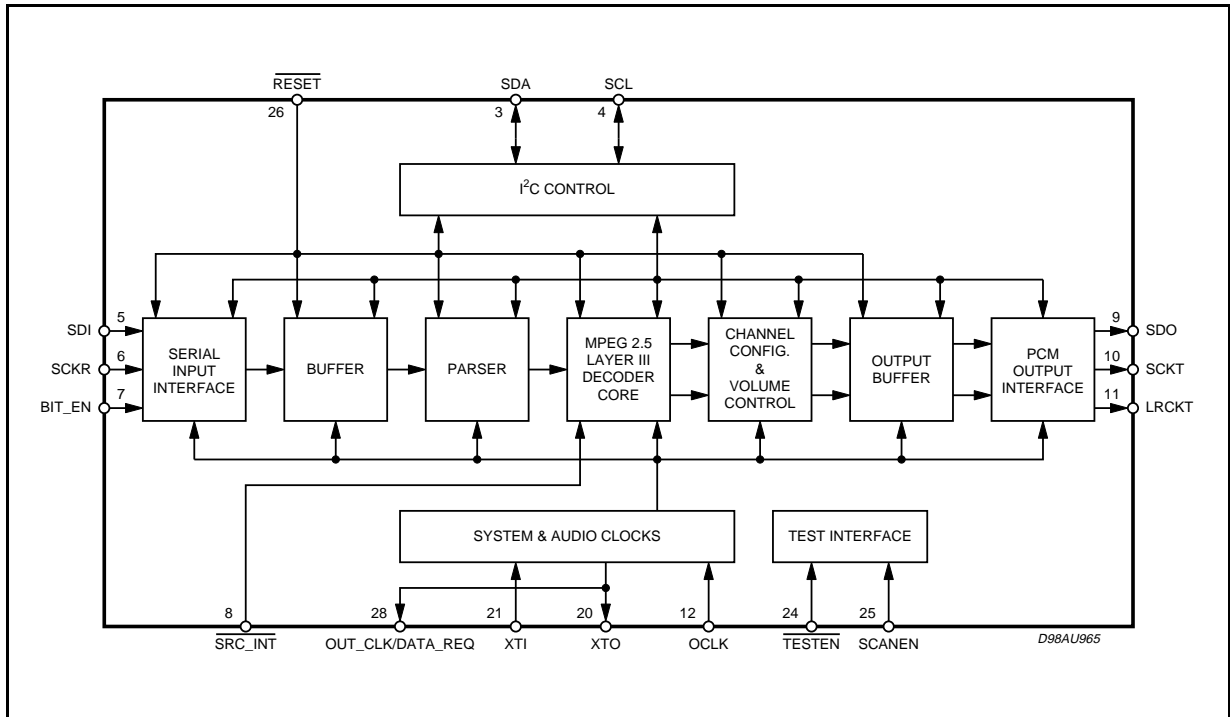 RESET
SDA
SCL
26
3
4
I²C CONTROL
SDI
5
SCKR
6
BIT_EN
7
SERIAL
INPUT
INTERFACE
BUFFER
PARSER
MPEG 2.5
LAYER III
DECODER
CORE
CHANNEL
CONFIG.
&
VOLUME
CONTROL
OUTPUT
BUFFER
PCM
OUTPUT
INTERFACE
9
SDO
10
SCKT
11
LRCKT
SYSTEM & AUDIO CLOCKS
TEST INTERFACE
8
28
21
20
12
24
25
SRC_INT
OUT_CLK/DATA_REQ
XTI
XTO
OCLK
TESTEN
SCANEN
D98AU965